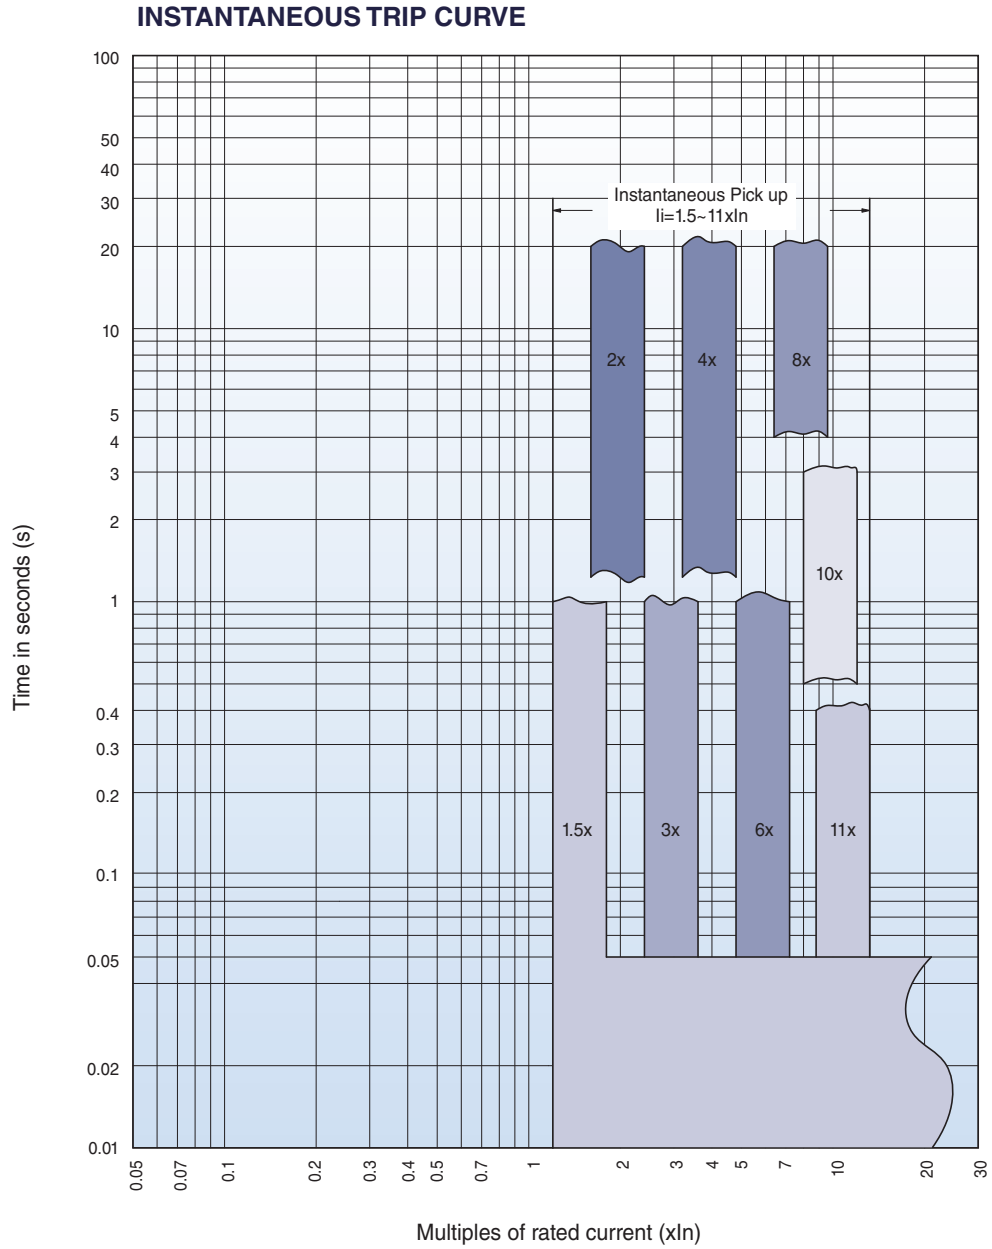 INSTANTANEOUS TRIP CURVE
100
50
40
30
20
10
5
4
3
2
1
0.4
0.3
0.2
0.1
0.05
0.02
0.01
Time in seconds (s)
Instantaneous Pick up
Ii=1.5~11xIn
2x
4x
8x
10x
1.5x
3x
6x
11x
0.05
0.07
0.1
0.2
0.3
0.4
0.5
0.7
1
2
3
4
5
7
10
20
30
Multiples of rated current (xIn)